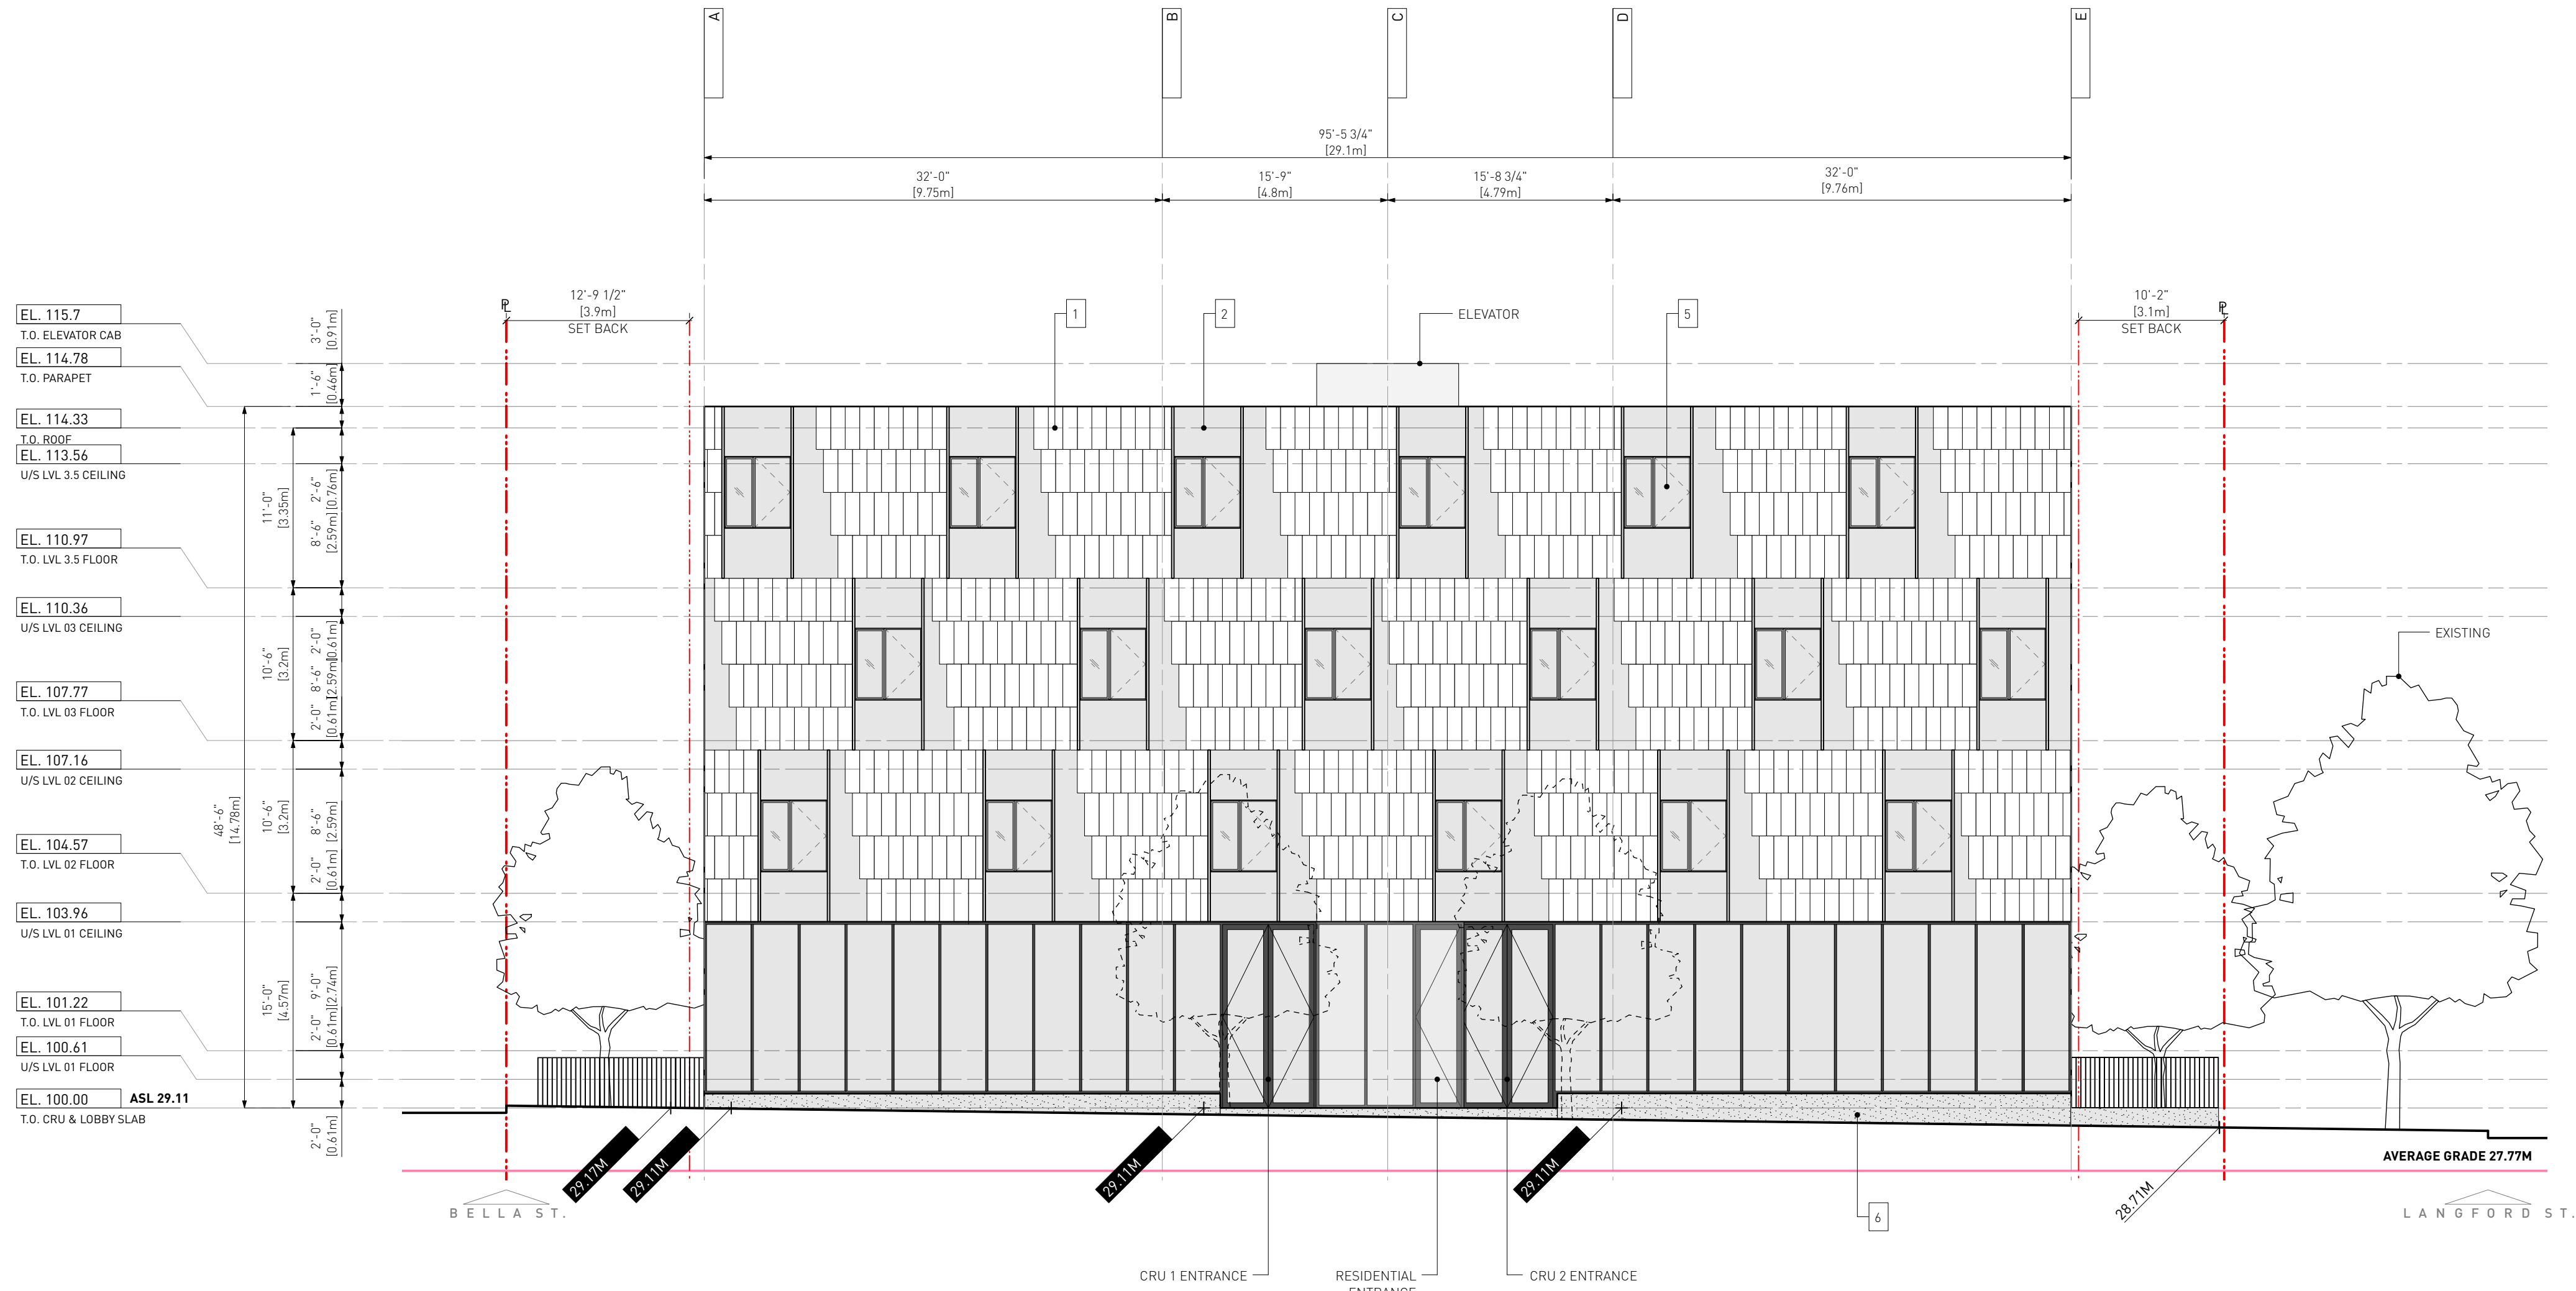 A
B
C
D
E
95'-5 3/4"
[29.1m]
32'-0"
[9.75m]
15'-9"
[4.8m]
15'-8 3/4"
[4.79m]
32'-0"
[9.76m]
12'-9 1/2"
[3.9m]
SET BACK
10'-2"
[3.1m]
SET BACK
PL
PL
1
2
ELEVATOR
5
EL. 115.7
T.O. ELEVATOR CAB
EL. 114.78
T.O. PARAPET
EL. 114.33
T.O. ROOF
EL. 113.56
U/S LVL 3.5 CEILING
EL. 110.97
T.O. LVL 3.5 FLOOR
EL. 110.36
U/S LVL 03 CEILING
EL. 107.77
T.O. LVL 03 FLOOR
EL. 107.16
U/S LVL 02 CEILING
EL. 104.57
T.O. LVL 02 FLOOR
EL. 103.96
U/S LVL 01 CEILING
EL. 101.22
T.O. LVL 01 FLOOR
EL. 100.61
U/S LVL 01 FLOOR
EL. 100.00 ASL 29.11
T.O. CRU & LOBBY SLAB
48'-6"
[14.78m]
11'-0"
[3.35m]
10'-6"
[3.2m]
10'-6"
[3.2m]
15'-0"
[4.57m]
3'-0"
[0.91m]
1'-6"
[0.46m]
2'-6"
[0.76m]
8'-6"
[2.59m]
2'-0"
[0.61m]
8'-6"
[2.59m]
2'-0"
[0.61m]
8'-6"
[2.59m]
2'-0"
[0.61m]
9'-0"
[2.74m]
2'-0"
[0.61m]
2'-0"
[0.61m]
EXISTING
29.17M
29.11M
29.11M
29.11M
28.71M
AVERAGE GRADE 27.77M
BELLA ST.
LANGFORD ST.
6
CRU 1 ENTRANCE
RESIDENTIAL
ENTRANCE
CRU 2 ENTRANCE